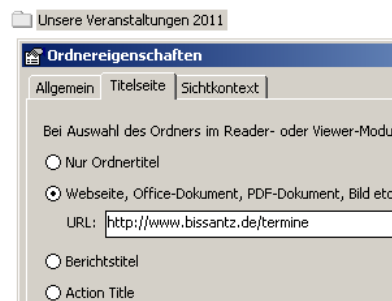 Unsere Veranstaltungen 2011
Ordnereigenschaften
Allgemein Titelseite Sichtkontext
Bei Auswahl des Ordners im Reader- oder Viewer-Modu
Nur Ordnertitel
Webseite, Office-Dokument, PDF-Dokument, Bild etc
URL: http://www.bissantz.de/termine
Berichtstitel
Action Title